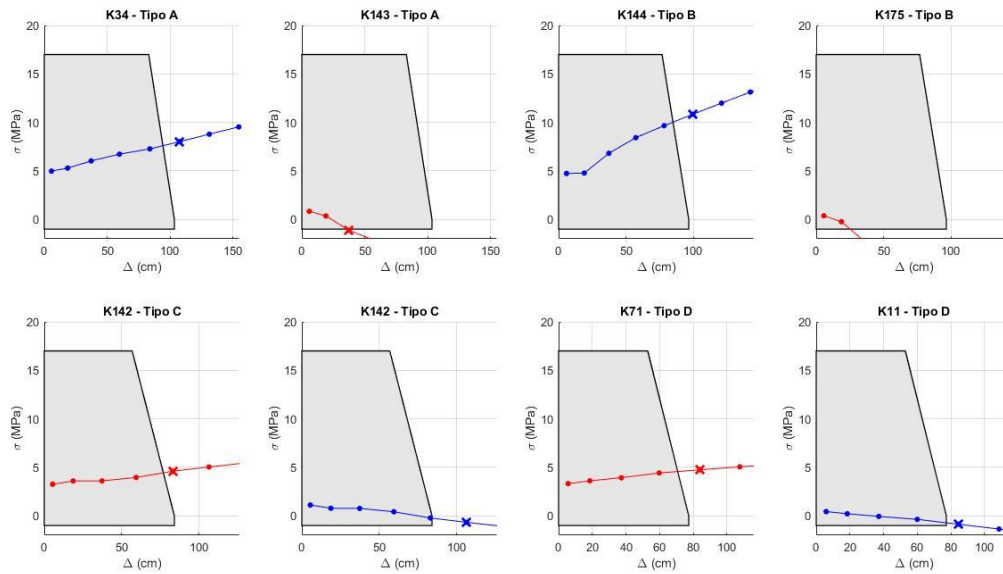 K34 - Tipo A
K143 - Tipo A
K144 - Tipo B
K175 - Tipo B
20
15
10
5
0
σ (MPa)
0 50 100 150
Δ (cm)
20
15
10
5
0
σ (MPa)
0 50 100 150
Δ (cm)
20
15
10
5
0
σ (MPa)
0 50 100
Δ (cm)
20
15
10
5
0
σ (MPa)
0 50 100
Δ (cm)
K142 - Tipo C
K142 - Tipo C
K71 - Tipo D
K11 - Tipo D
20
15
10
5
0
σ (MPa)
0 50 100
Δ (cm)
20
15
10
5
0
σ (MPa)
0 50 100
Δ (cm)
20
15
10
5
0
σ (MPa)
0 20 40 60 80 100
Δ (cm)
20
15
10
5
0
σ (MPa)
0 20 40 60 80 100
Δ (cm)